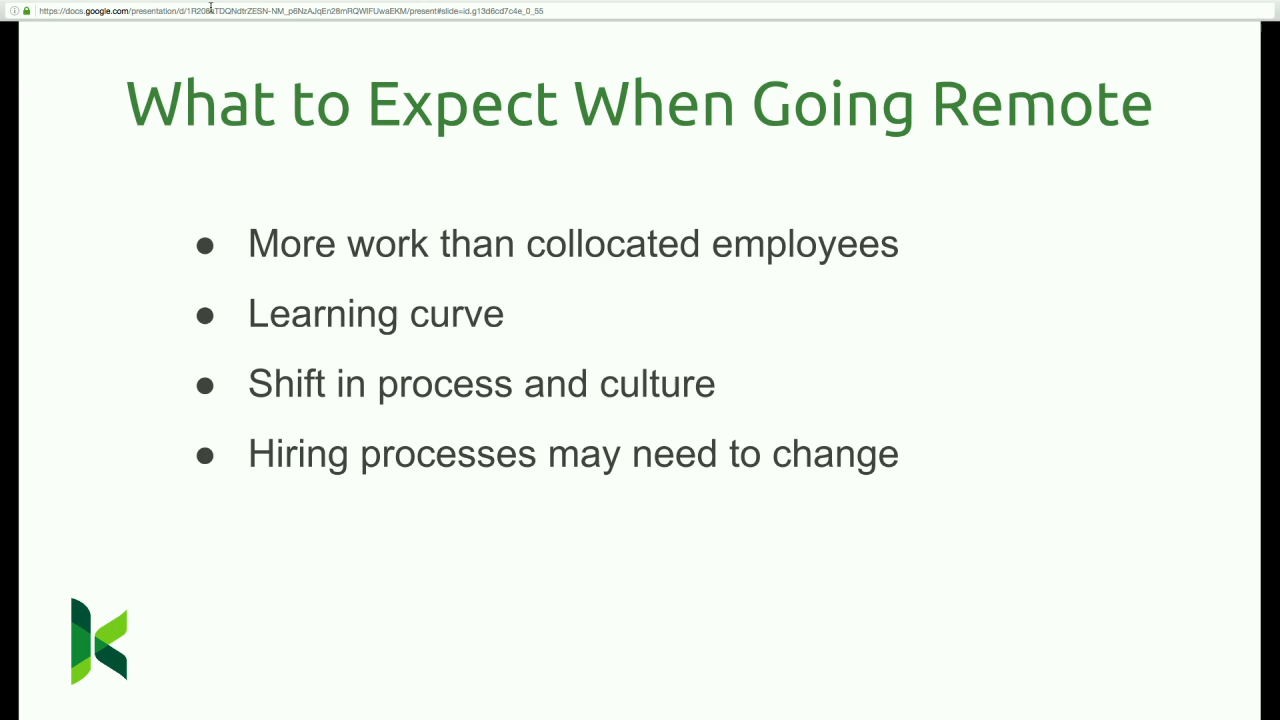 What to Expect When Going Remote
● More work than collocated employees
● Learning curve
● Shift in process and culture
● Hiring processes may need to change